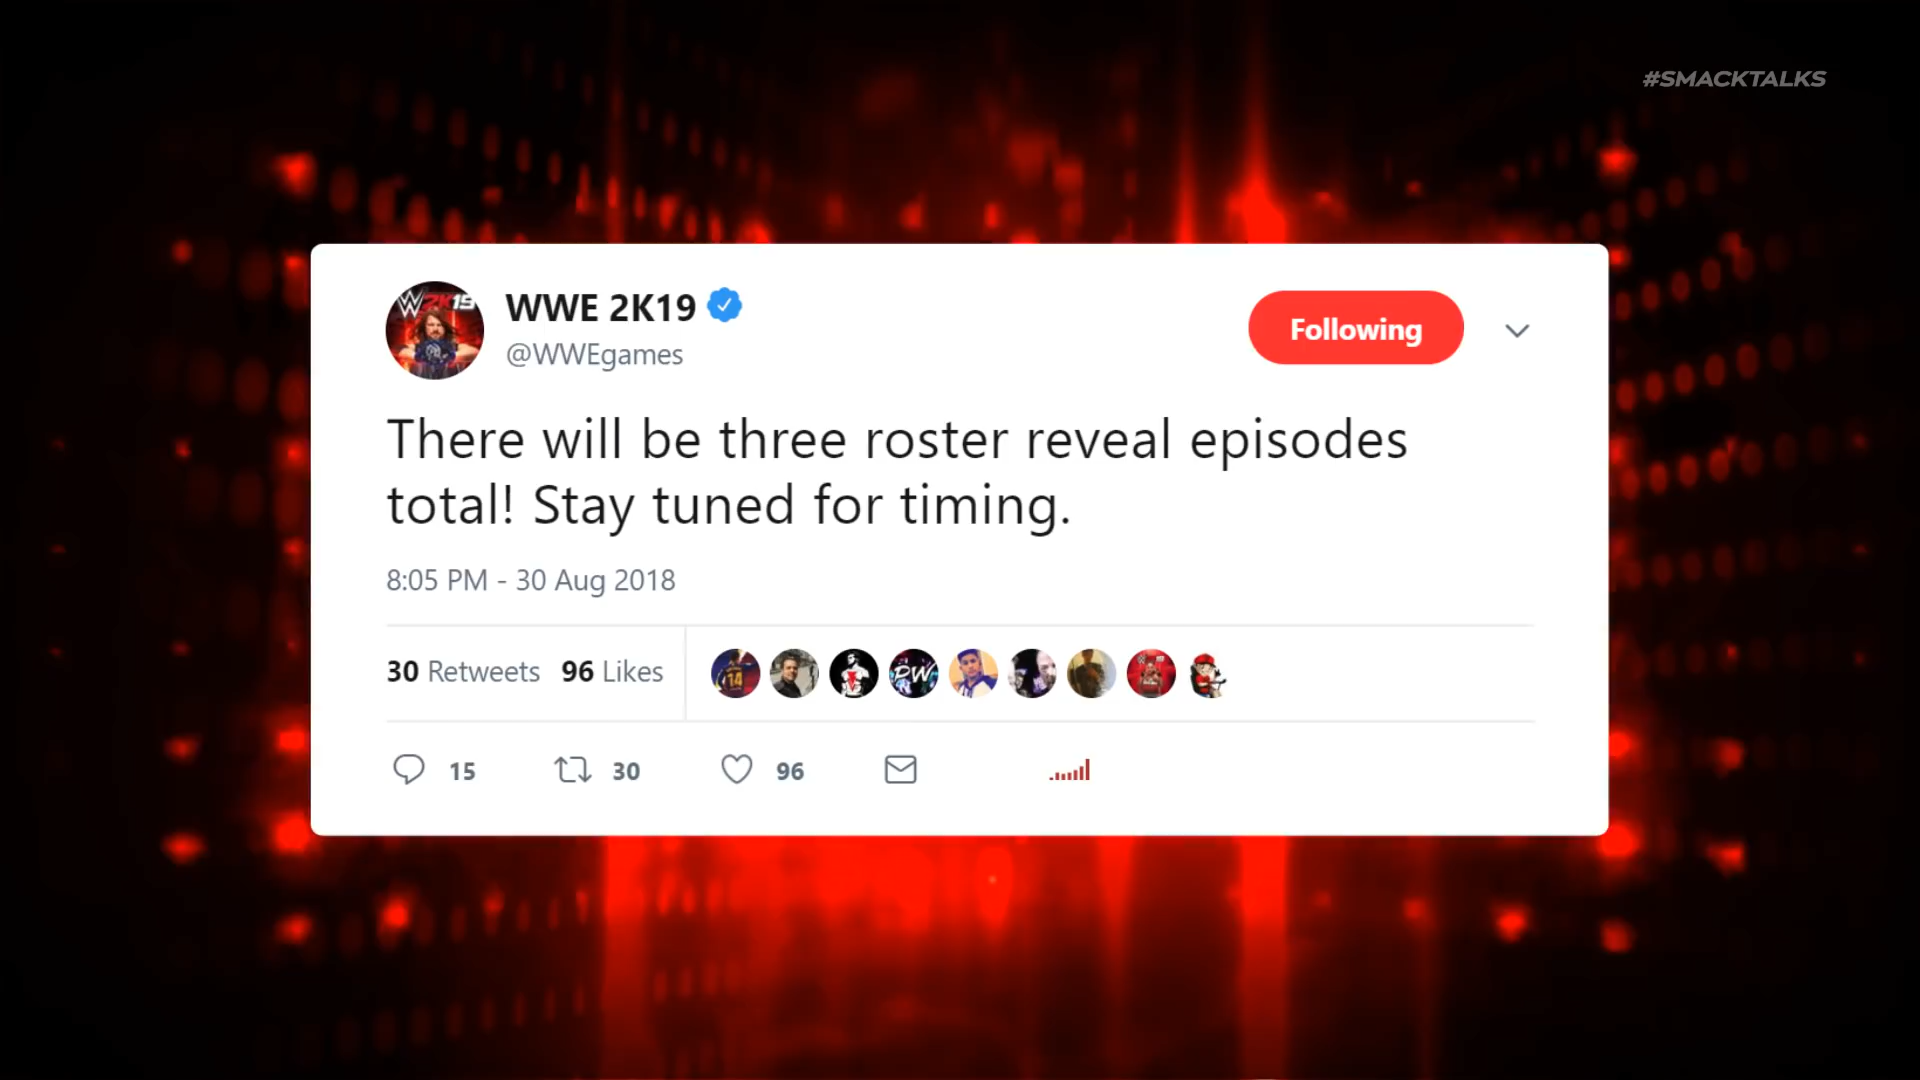 #SMACKTALKS
WWE 2K19
@WWEgames
Following
There will be three roster reveal episodes
total! Stay tuned for timing.
8:05 PM - 30 Aug 2018
30 Retweets 96 Likes
15 30 96